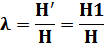 λ = H′/H = H1/H